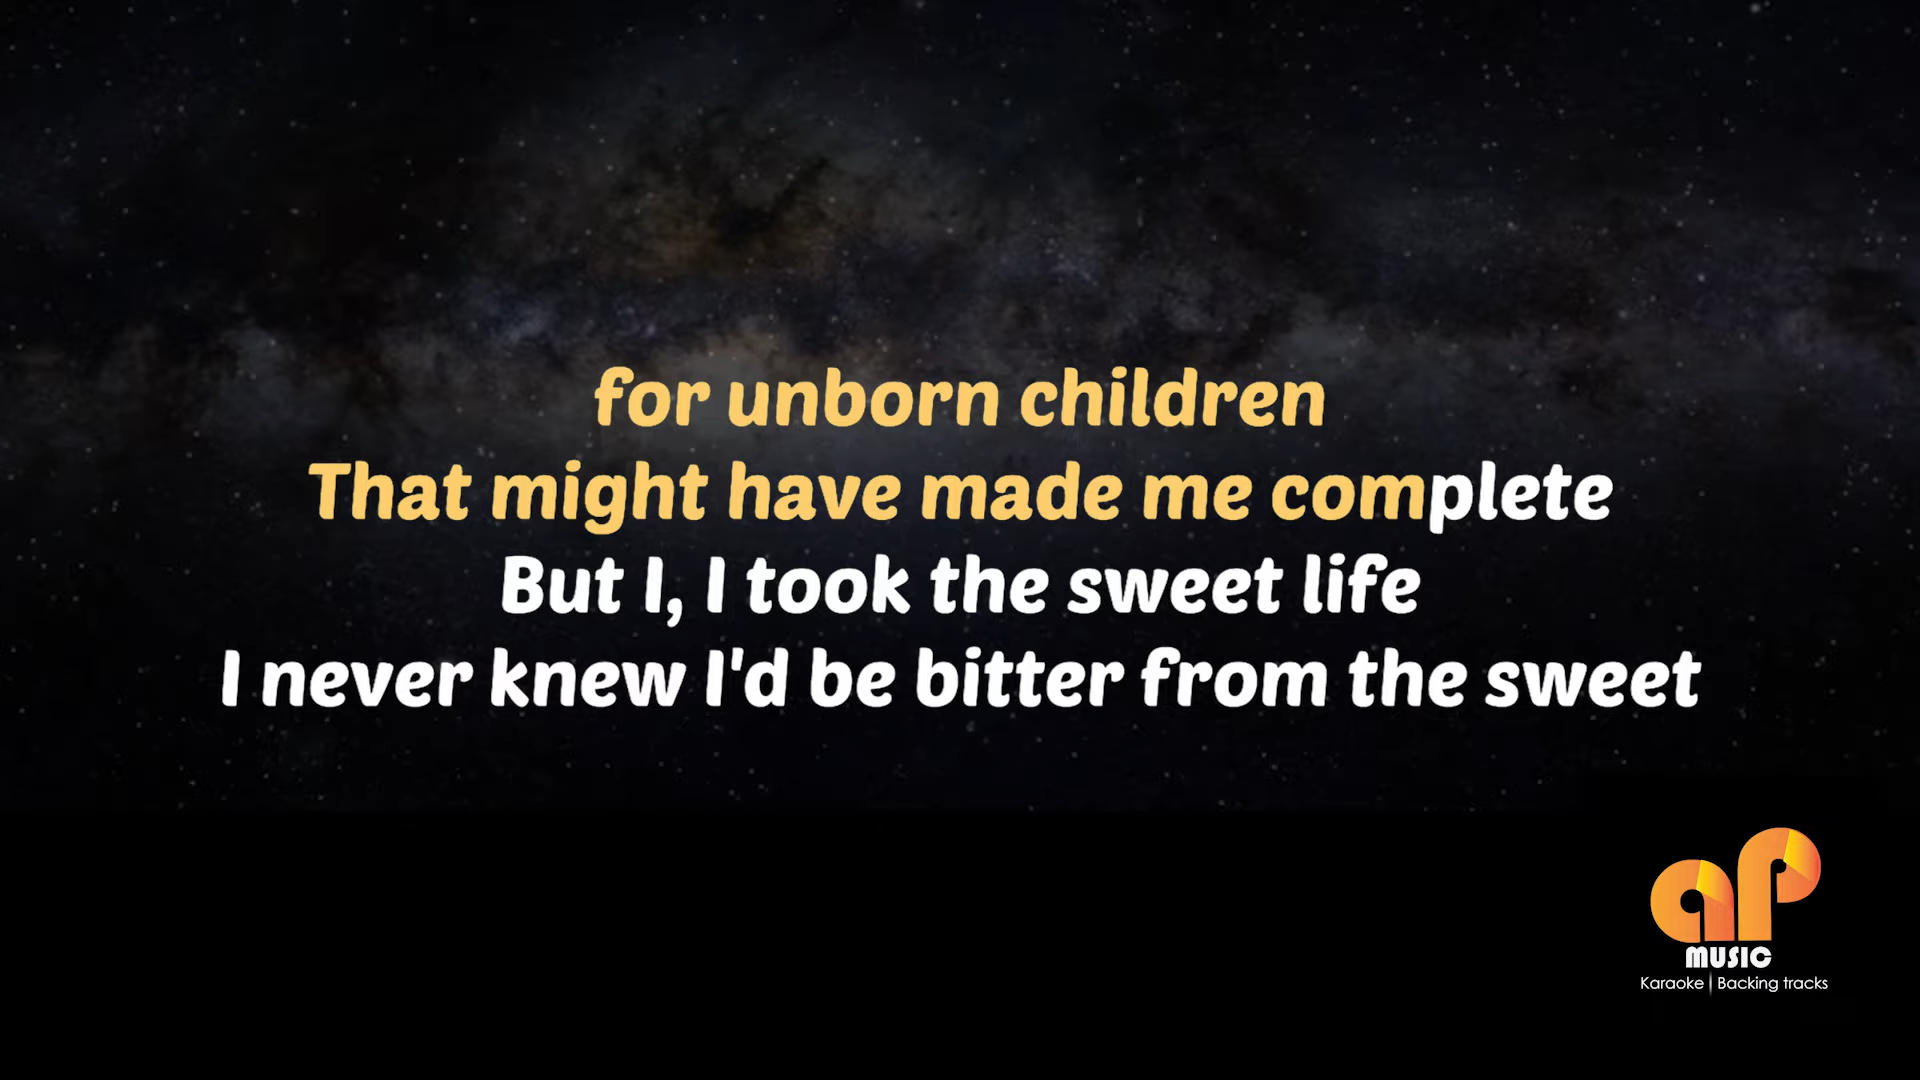 for unborn children
That might have made me complete
But I, I took the sweet life
I never knew I'd be bitter from the sweet
ap
MUSIC
Karaoke | Backing tracks